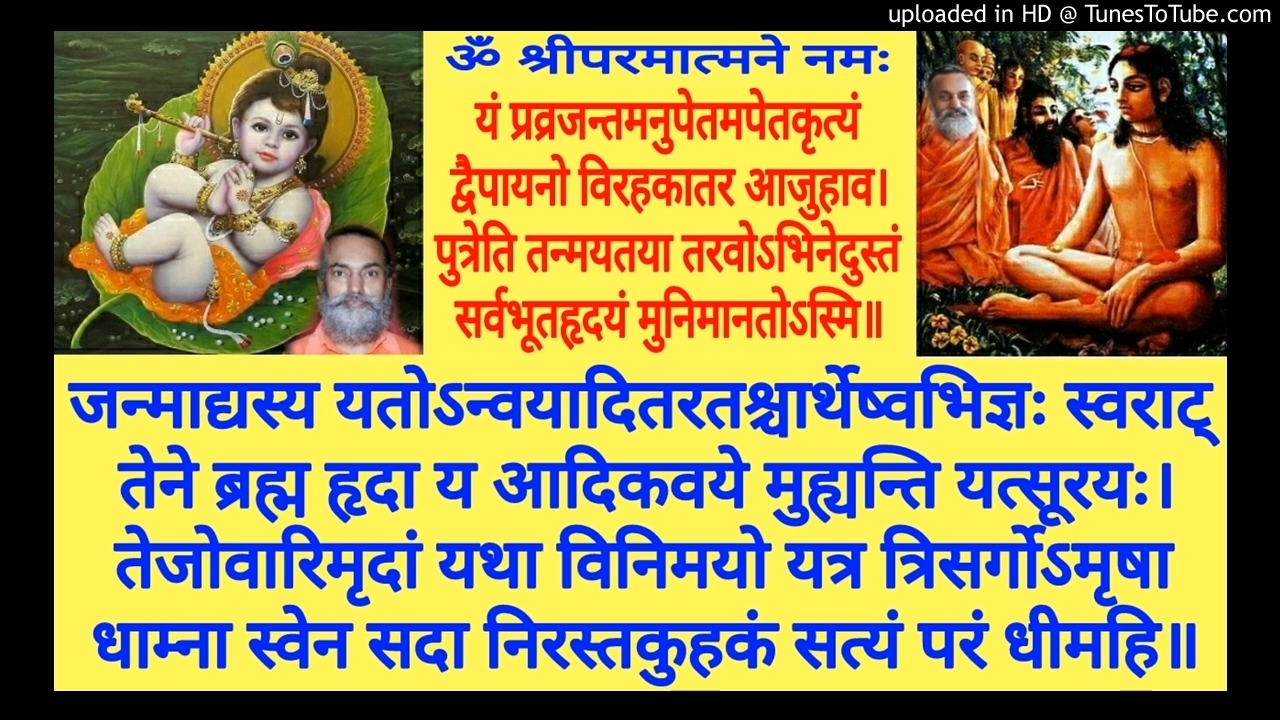 uploaded in HD @ TunesToTube.com
ॐ श्रीपरमात्मने नमः
यं प्रव्रजन्तमनुपेतमपेतकृत्यं
द्वैपायनो विरहकातर आजुहाव।
पुत्रेति तन्मयतया तरवोऽभिनेदुस्तं
सर्वभूतहृदयं मुनिमानतोऽस्मि॥
जन्माद्यस्य यतोऽन्वयादितरतश्चार्थेष्वभिज्ञः स्वराट्
तेने ब्रह्म हृदा य आदिकवये मुह्यन्ति यत्सूरयः।
तेजोवारिमृदां यथा विनिमयो यत्र त्रिसर्गोऽमृषा
धाम्ना स्वेन सदा निरस्तकुहकं सत्यं परं धीमहि॥